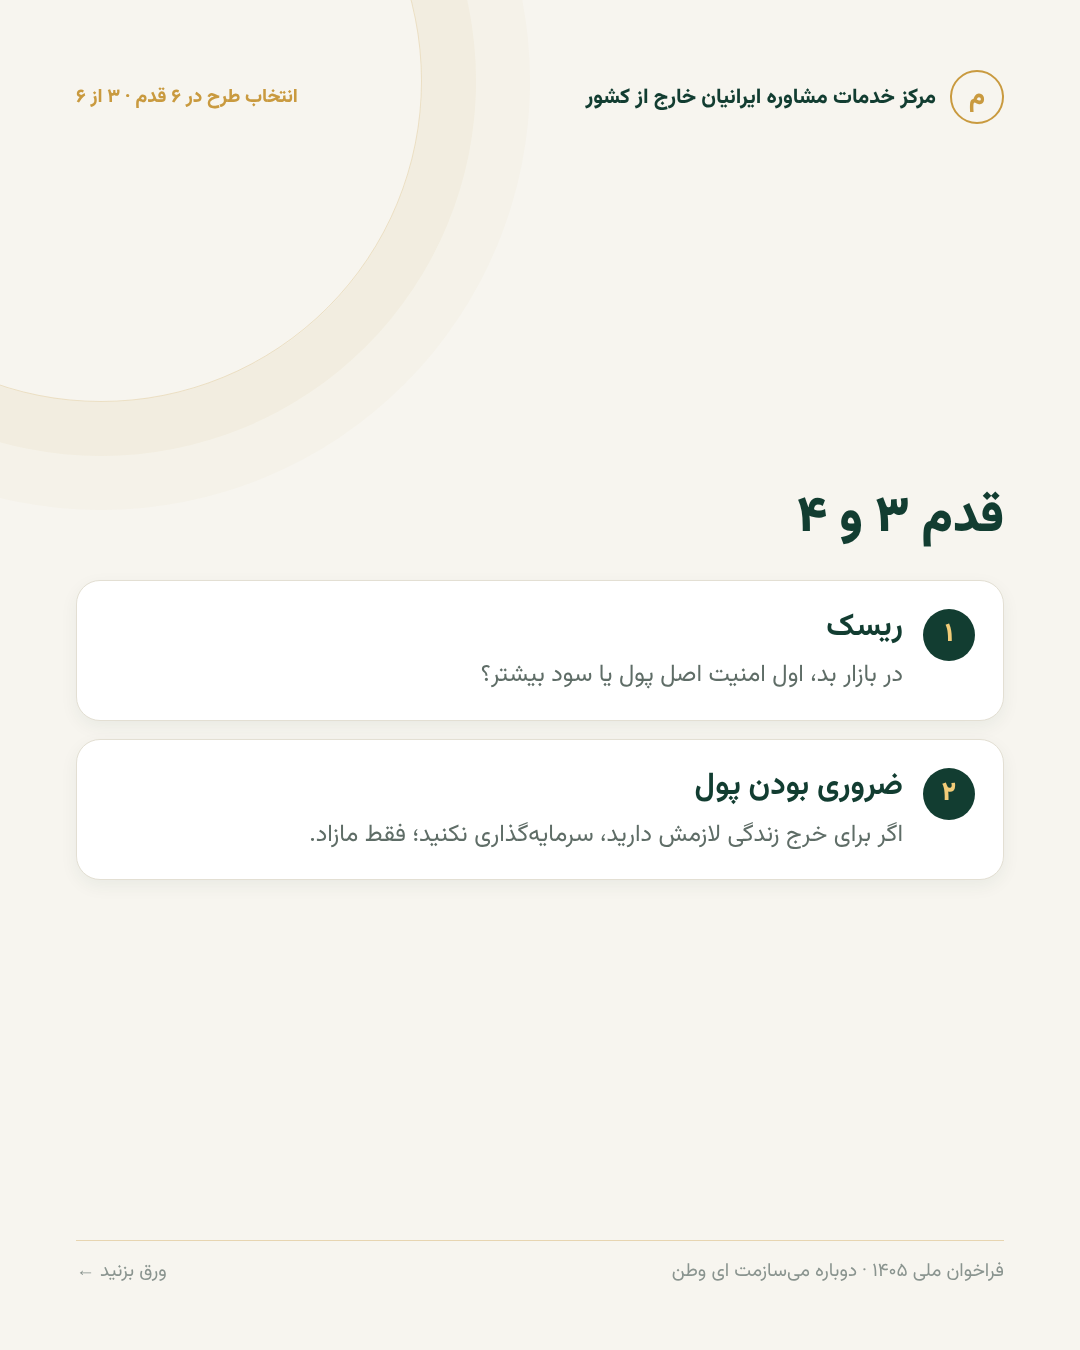 م
مرکز خدمات مشاوره ایرانیان خارج از کشور
انتخاب طرح در ۶ قدم · ۳ از ۶
قدم ۳ و ۴
۱
ریسک
در بازار بد، اول امنیت اصل پول یا سود بیشتر؟
۲
ضروری بودن پول
اگر برای خرج زندگی لازمش دارید، سرمایه‌گذاری نکنید؛ فقط مازاد.
فراخوان ملی ۱۴۰۵ · دوباره می‌سازمت ای وطن
ورق بزنید ←